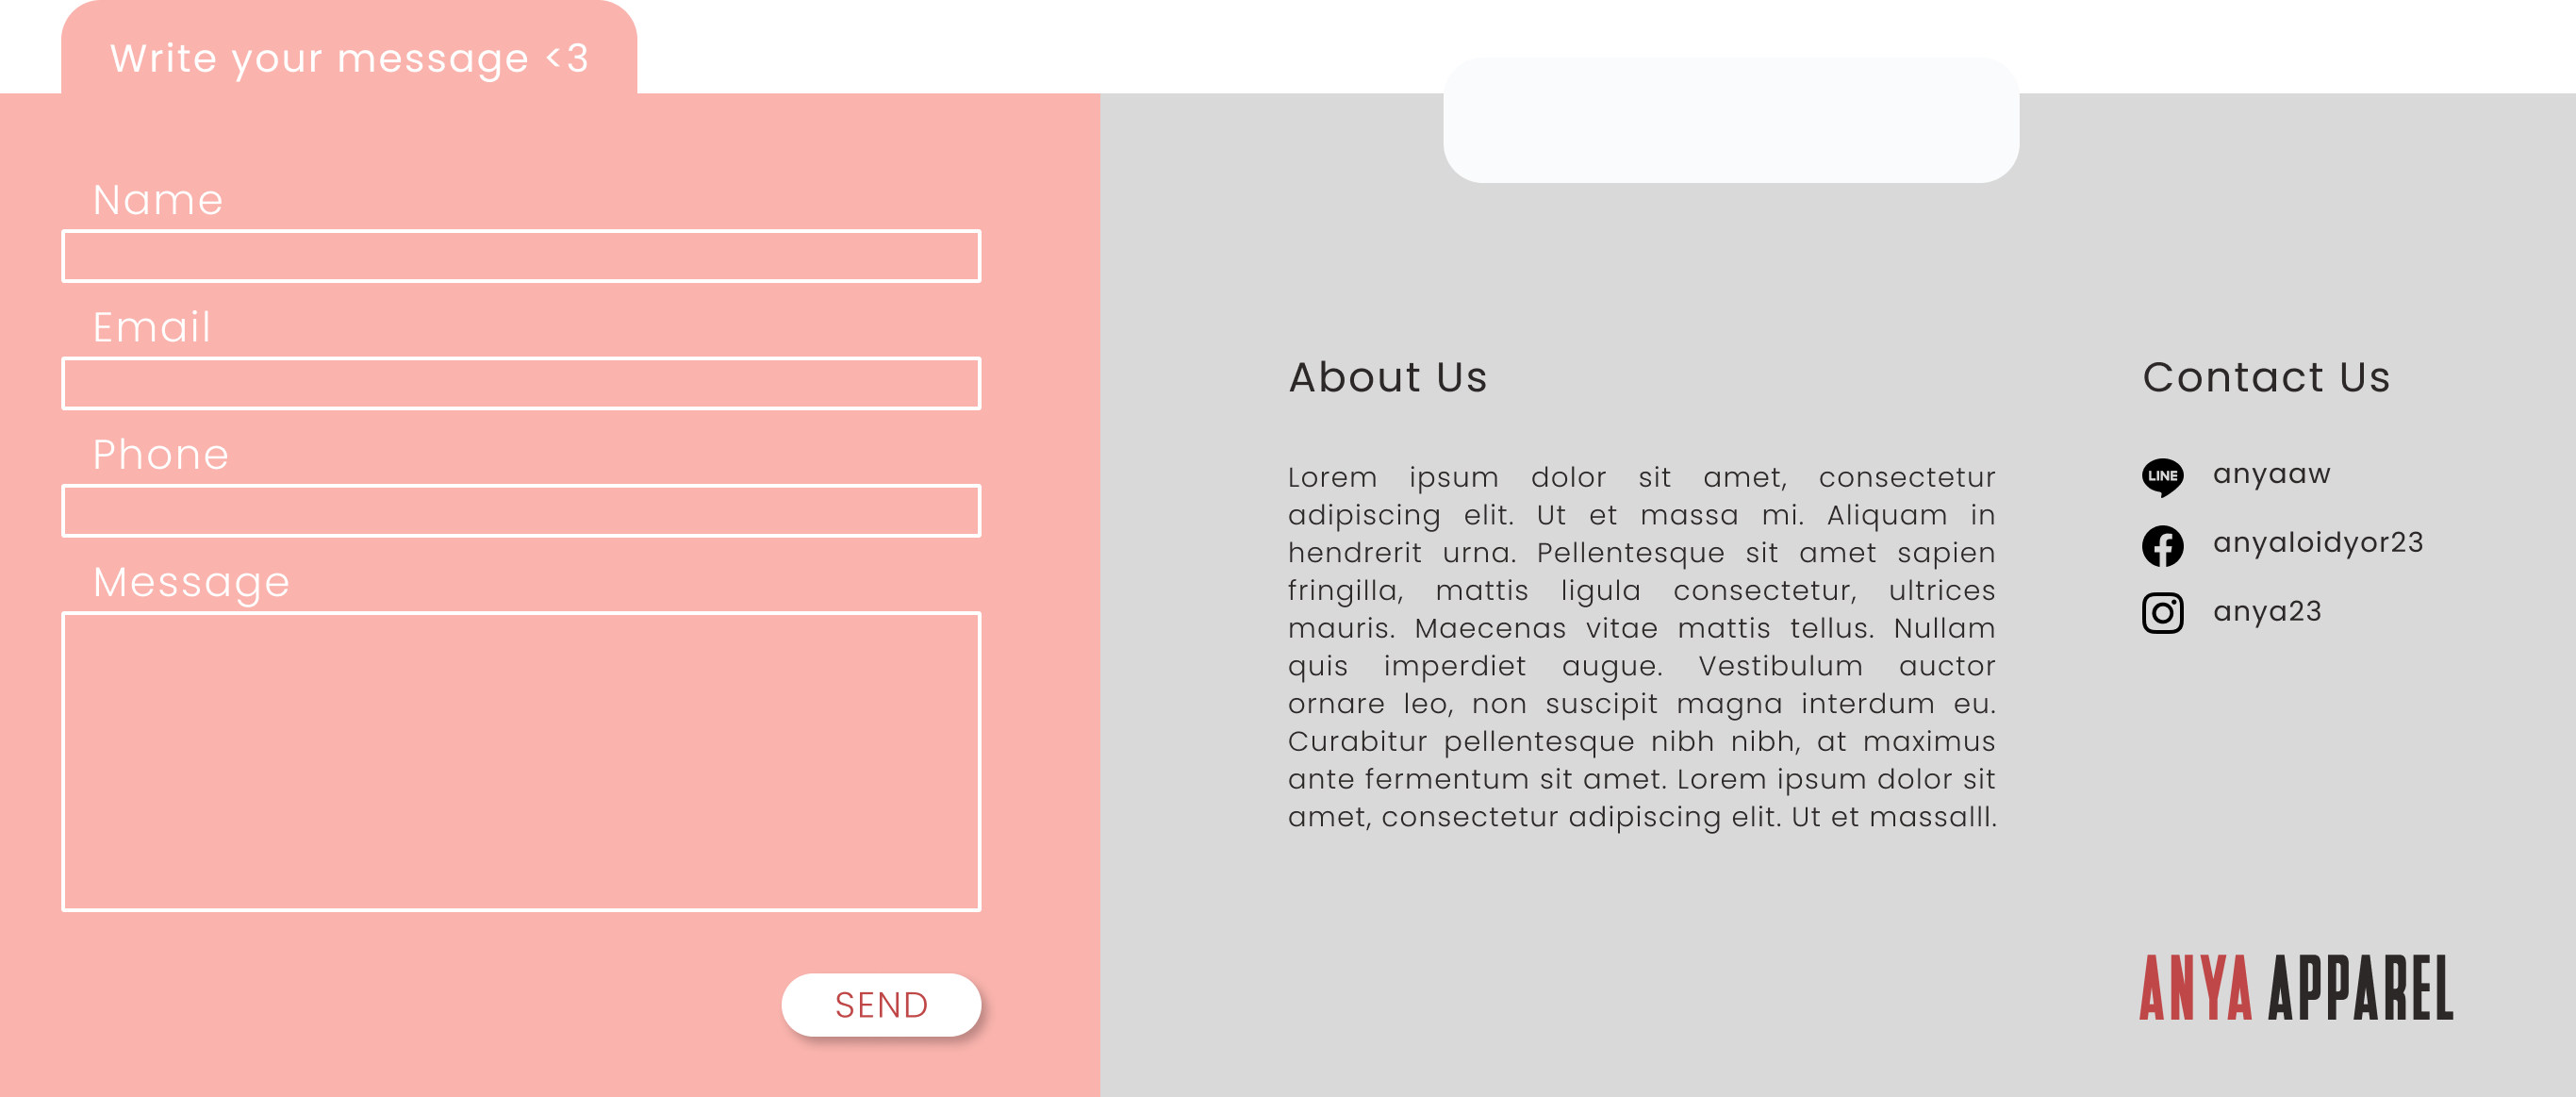 Write your message <3
Name
Email
Phone
Message
SEND
About Us
Lorem ipsum dolor sit amet, consectetur
adipiscing elit. Ut et massa mi. Aliquam in
hendrerit urna. Pellentesque sit amet sapien
fringilla, mattis ligula consectetur, ultrices
mauris. Maecenas vitae mattis tellus. Nullam
quis imperdiet augue. Vestibulum auctor
ornare leo, non suscipit magna interdum eu.
Curabitur pellentesque nibh nibh, at maximus
ante fermentum sit amet. Lorem ipsum dolor sit
amet, consectetur adipiscing elit. Ut et massalll.
Contact Us
LINE anyaaw
anyaloidyor23
anya23
ANYA APPAREL